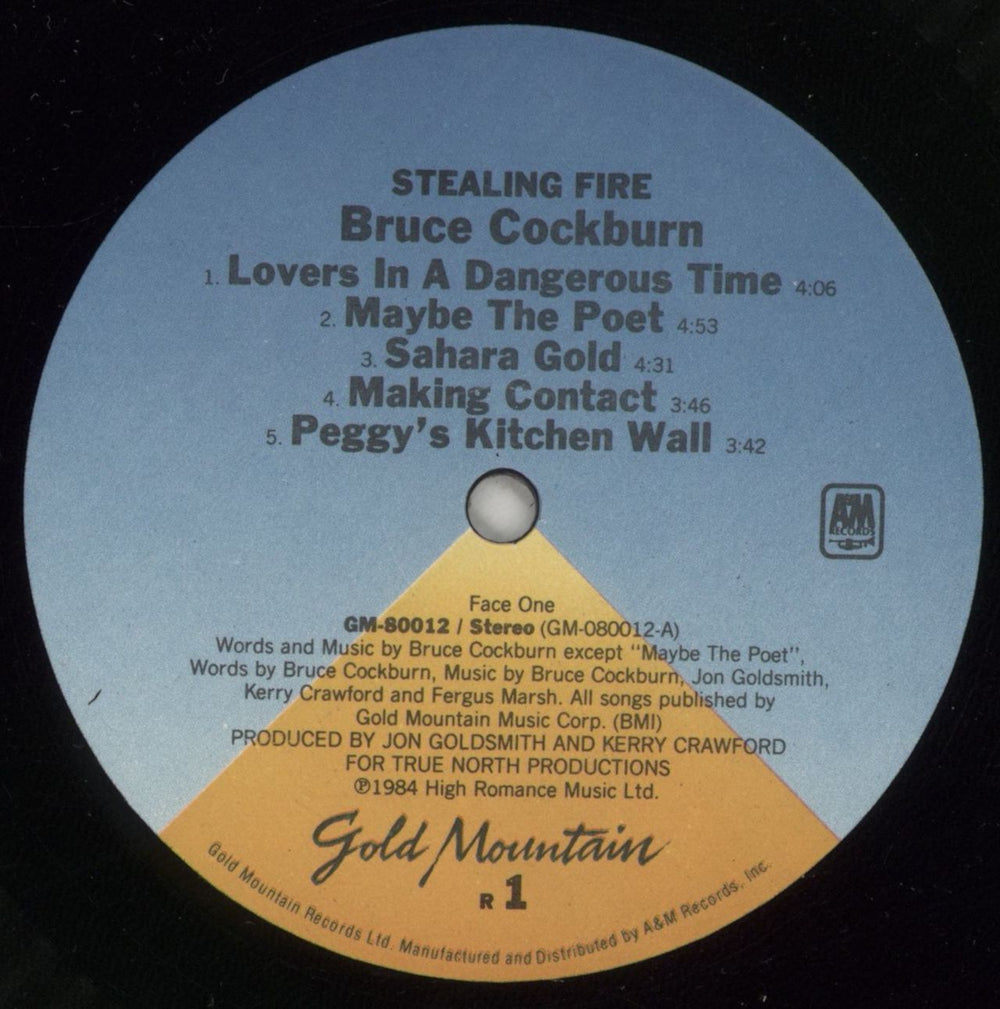 STEALING FIRE
Bruce Cockburn
1. Lovers In A Dangerous Time 4:06
2. Maybe The Poet 4:53
3. Sahara Gold 4:31
4. Making Contact 3:46
5. Peggy's Kitchen Wall 3:42
A&M
RECORDS
Face One
GM-80012 / Stereo (GM-080012-A)
Words and Music by Bruce Cockburn except "Maybe The Poet",
Words by Bruce Cockburn, Music by Bruce Cockburn, Jon Goldsmith,
Kerry Crawford and Fergus Marsh. All songs published by
Gold Mountain Music Corp. (BMI)
PRODUCED BY JON GOLDSMITH AND KERRY CRAWFORD
FOR TRUE NORTH PRODUCTIONS
℗1984 High Romance Music Ltd.
Gold Mountain
R 1
Gold Mountain Records Ltd. Manufactured and Distributed by A&M Records, Inc.